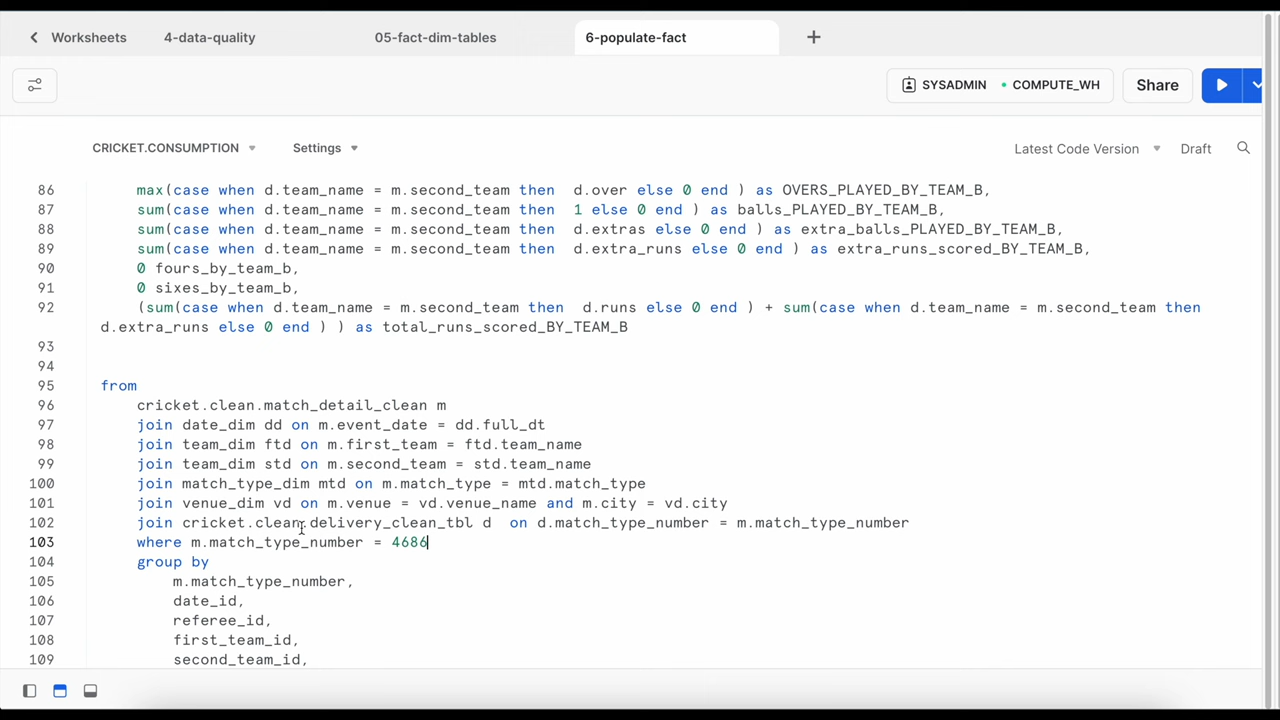 Worksheets 4-data-quality 05-fact-dim-tables 6-populate-fact +
SYSADMIN COMPUTE_WH Share
CRICKET.CONSUMPTION Settings Latest Code Version Draft
86 max(case when d.team_name = m.second_team then  d.over else 0 end ) as OVERS_PLAYED_BY_TEAM_B,
87 sum(case when d.team_name = m.second_team then  1 else 0 end ) as balls_PLAYED_BY_TEAM_B,
88 sum(case when d.team_name = m.second_team then  d.extras else 0 end ) as extra_balls_PLAYED_BY_TEAM_B,
89 sum(case when d.team_name = m.second_team then  d.extra_runs else 0 end ) as extra_runs_scored_BY_TEAM_B,
90 0 fours_by_team_b,
91 0 sixes_by_team_b,
92 (sum(case when d.team_name = m.second_team then  d.runs else 0 end ) + sum(case when d.team_name = m.second_team then
d.extra_runs else 0 end ) ) as total_runs_scored_BY_TEAM_B
93
94
95 from
96 cricket.clean.match_detail_clean m
97 join date_dim dd on m.event_date = dd.full_dt
98 join team_dim ftd on m.first_team = ftd.team_name
99 join team_dim std on m.second_team = std.team_name
100 join match_type_dim mtd on m.match_type = mtd.match_type
101 join venue_dim vd on m.venue = vd.venue_name and m.city = vd.city
102 join cricket.clean.delivery_clean_tbl d  on d.match_type_number = m.match_type_number
103 where m.match_type_number = 4686
104 group by
105 m.match_type_number,
106 date_id,
107 referee_id,
108 first_team_id,
109 second_team_id,